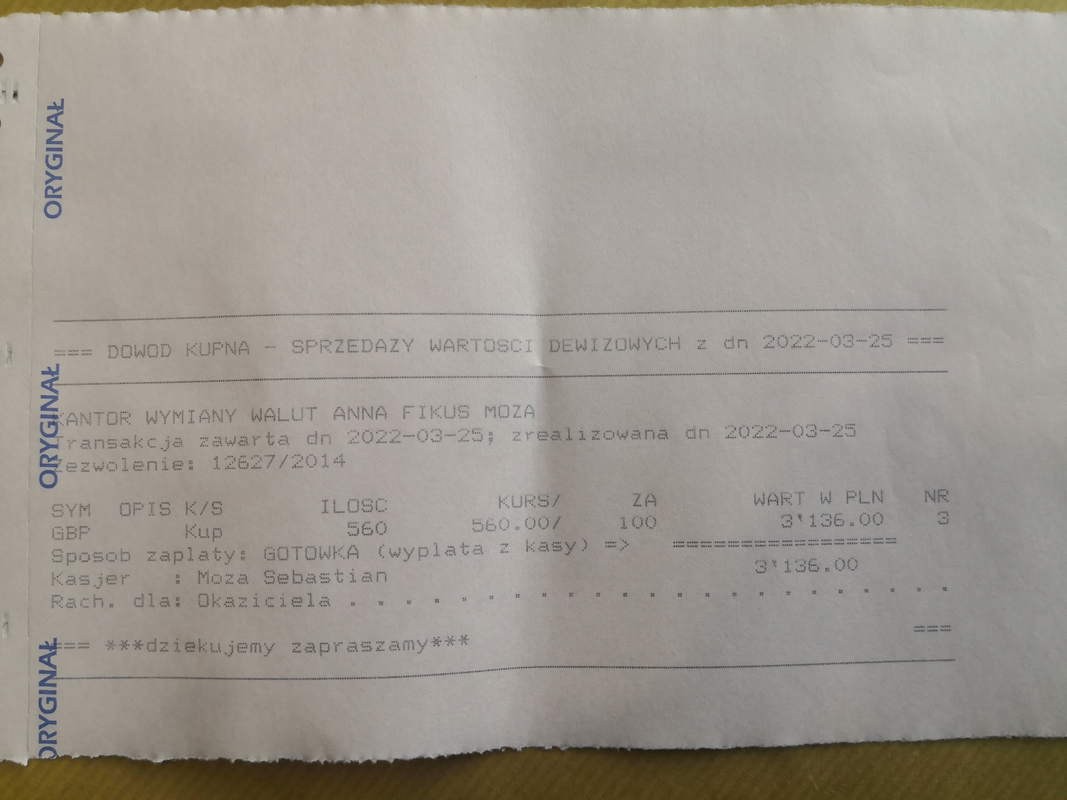 ORYGINAŁ
=== DOWOD KUPNA - SPRZEDAZY WARTOSCI DEWIZOWYCH z dn 2022-03-25 ===
ORYGINAŁ
KANTOR WYMIANY WALUT ANNA FIKUS MOZA
Transakcja zawarta dn 2022-03-25; zrealizowana dn 2022-03-25
Zezwolenie: 12627/2014
SYM OPIS K/S ILOSC KURS/ ZA WART W PLN NR
GBP Kup 560 560.00/ 100 3'136.00 3
Sposob zaplaty: GOTOWKA (wyplata z kasy) => =================
3'136.00
Kasjer : Moza Sebastian
Rach. dla: Okaziciela . . . . . . . . . . . . . . . . . . . . . . .
=== ***dziekujemy zapraszamy*** ===
ORYGINAŁ